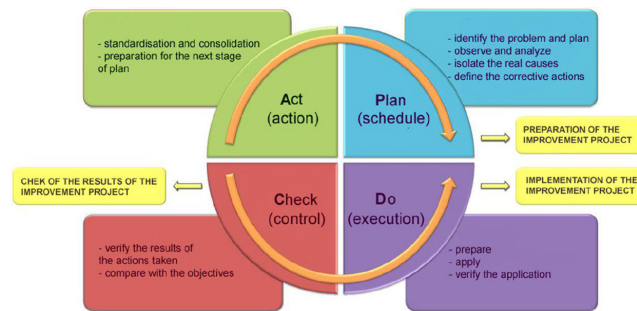 - standardisation and consolidation
- preparation for the next stage
of plan
- identify the problem and plan
- observe and analyze
- isolate the real causes
- define the corrective actions
Act
(action)
Plan
(schedule)
PREPARATION OF THE
IMPROVEMENT PROJECT
CHEK OF THE RESULTS OF THE
IMPROVEMENT PROJECT
IMPLEMENTATION OF THE
IMPROVEMENT PROJECT
Check
(control)
Do
(execution)
- verify the results of
the actions taken
- compare with the objectives
- prepare
- apply
- verify the application